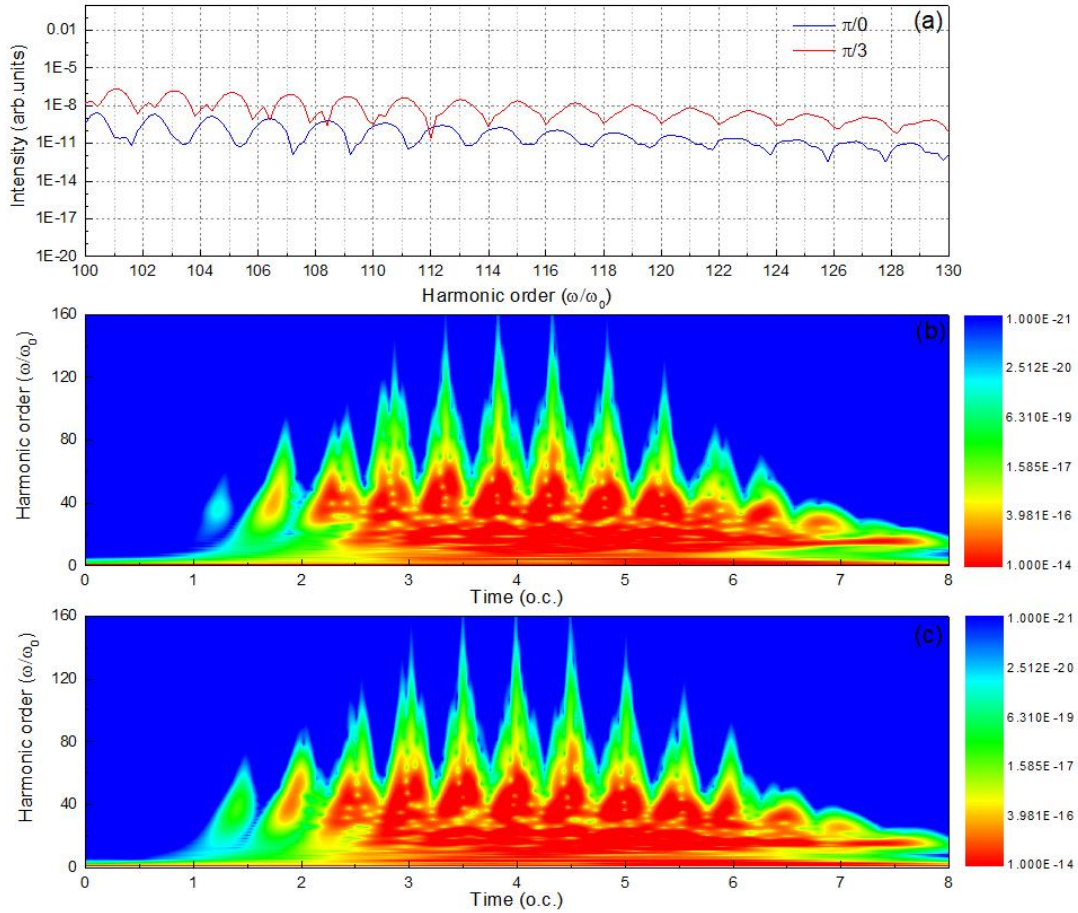 (a)
π/0
π/3
Intensity (arb.units)
0.01
1E-5
1E-8
1E-11
1E-14
1E-17
1E-20
100 102 104 106 108 110 112 114 116 118 120 122 124 126 128 130
Harmonic order (ω/ω0)
(b)
Harmonic order (ω/ω0)
160
120
80
40
0
0 1 2 3 4 5 6 7 8
Time (o.c.)
1.000E -21
2.512E -20
6.310E -19
1.585E -17
3.981E -16
1.000E -14
(c)
Harmonic order (ω/ω0)
160
120
80
40
0
0 1 2 3 4 5 6 7 8
Time (o.c.)
1.000E -21
2.512E -20
6.310E -19
1.585E -17
3.981E -16
1.000E -14